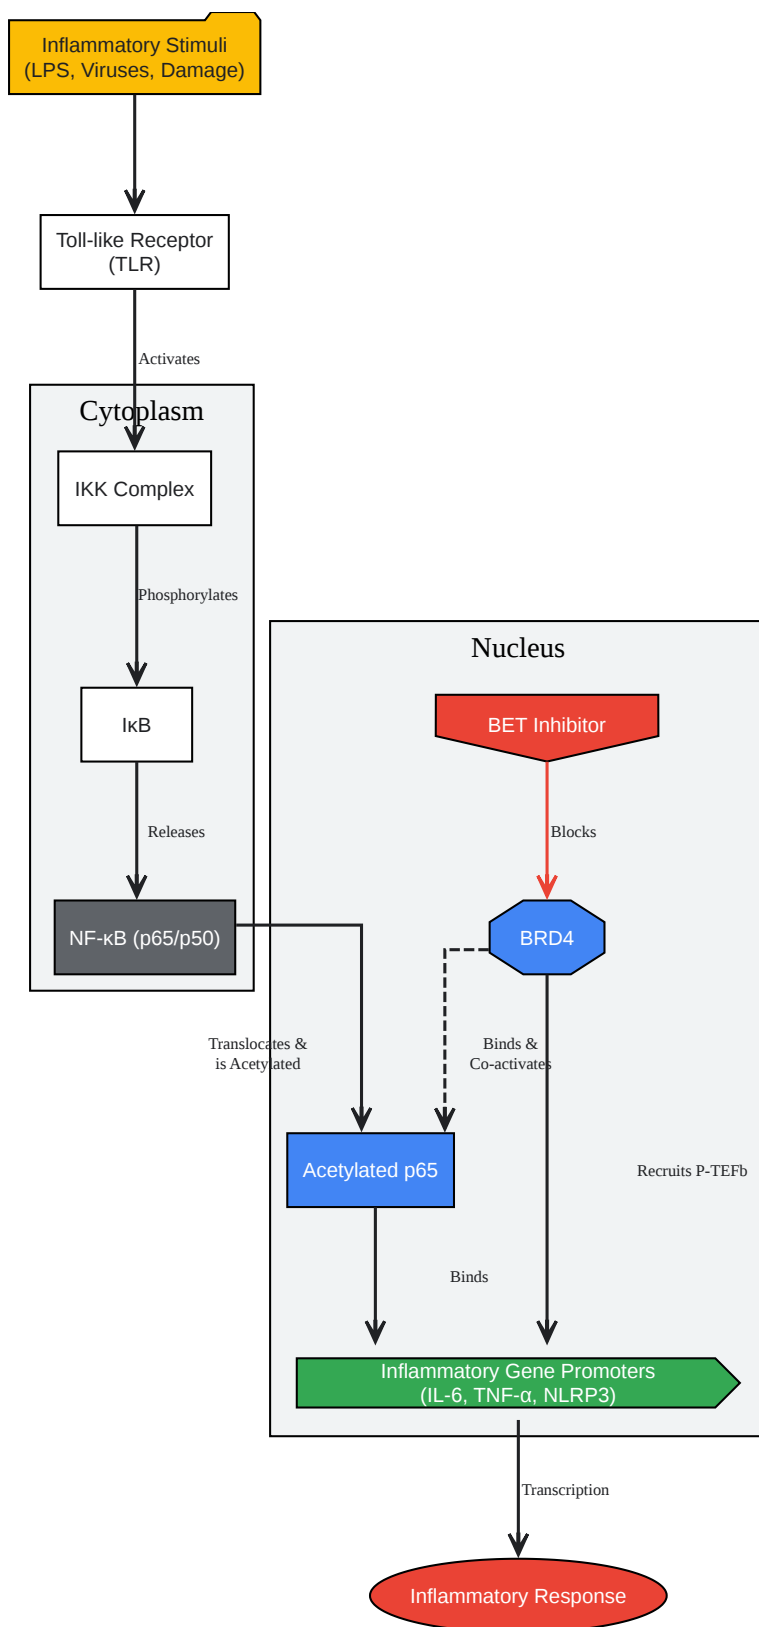 Inflammatory Stimuli
(LPS, Viruses, Damage)
Toll-like Receptor
(TLR)
Activates
Cytoplasm
IKK Complex
Phosphorylates
IκB
Releases
NF-κB (p65/p50)
Nucleus
BET Inhibitor
Blocks
BRD4
Translocates &
is Acetylated
Binds &
Co-activates
Acetylated p65
Recruits P-TEFb
Binds
Inflammatory Gene Promoters
(IL-6, TNF-α, NLRP3)
Transcription
Inflammatory Response